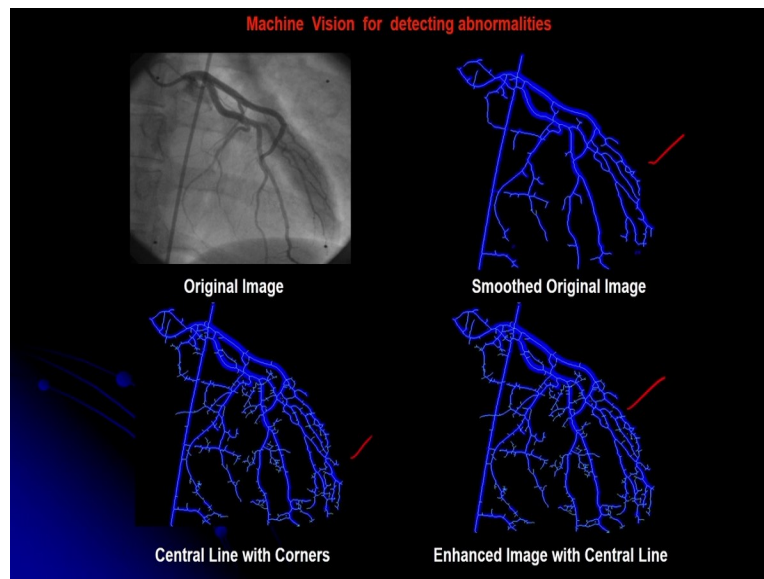 Machine Vision for detecting abnormalities
Original Image
Smoothed Original Image
Central Line with Corners
Enhanced Image with Central Line